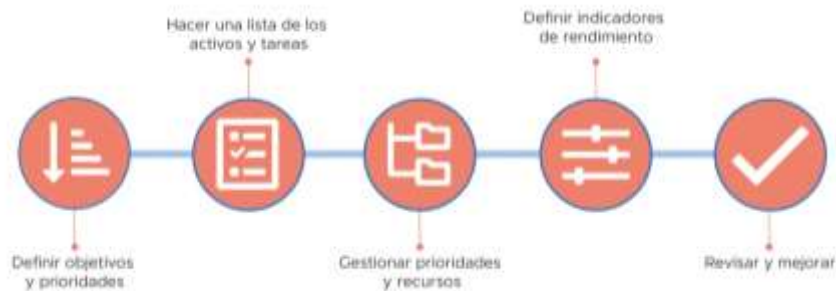 Definir objetivos
y prioridades
Hacer una lista de los
activos y tareas
Gestionar prioridades
y recursos
Definir indicadores
de rendimiento
Revisar y mejorar